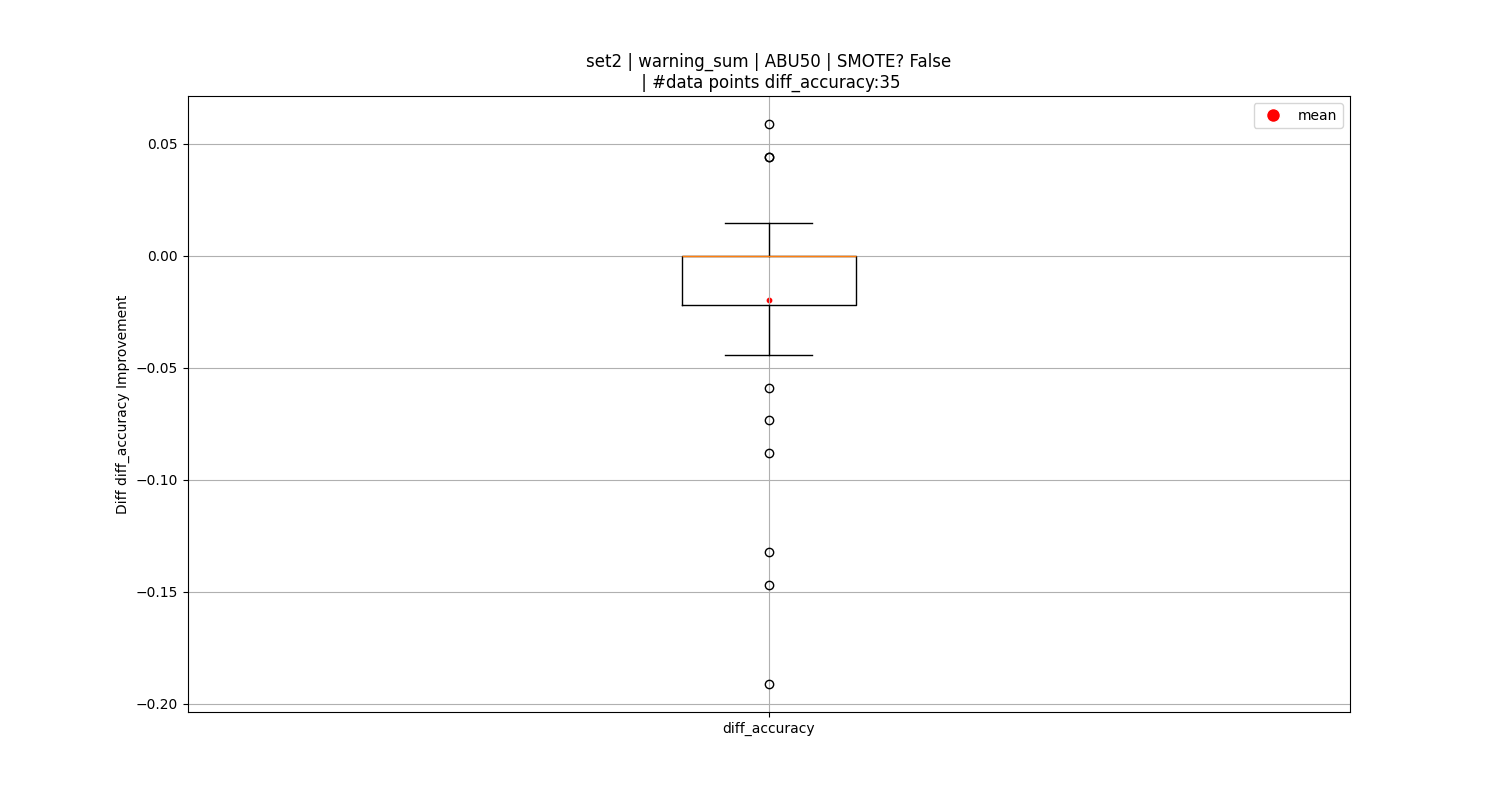 set2 | warning_sum | ABU50 | SMOTE? False
| #data points diff_accuracy:35
mean
0.05
0.00
−0.05
−0.10
−0.15
−0.20
Diff diff_accuracy Improvement
diff_accuracy